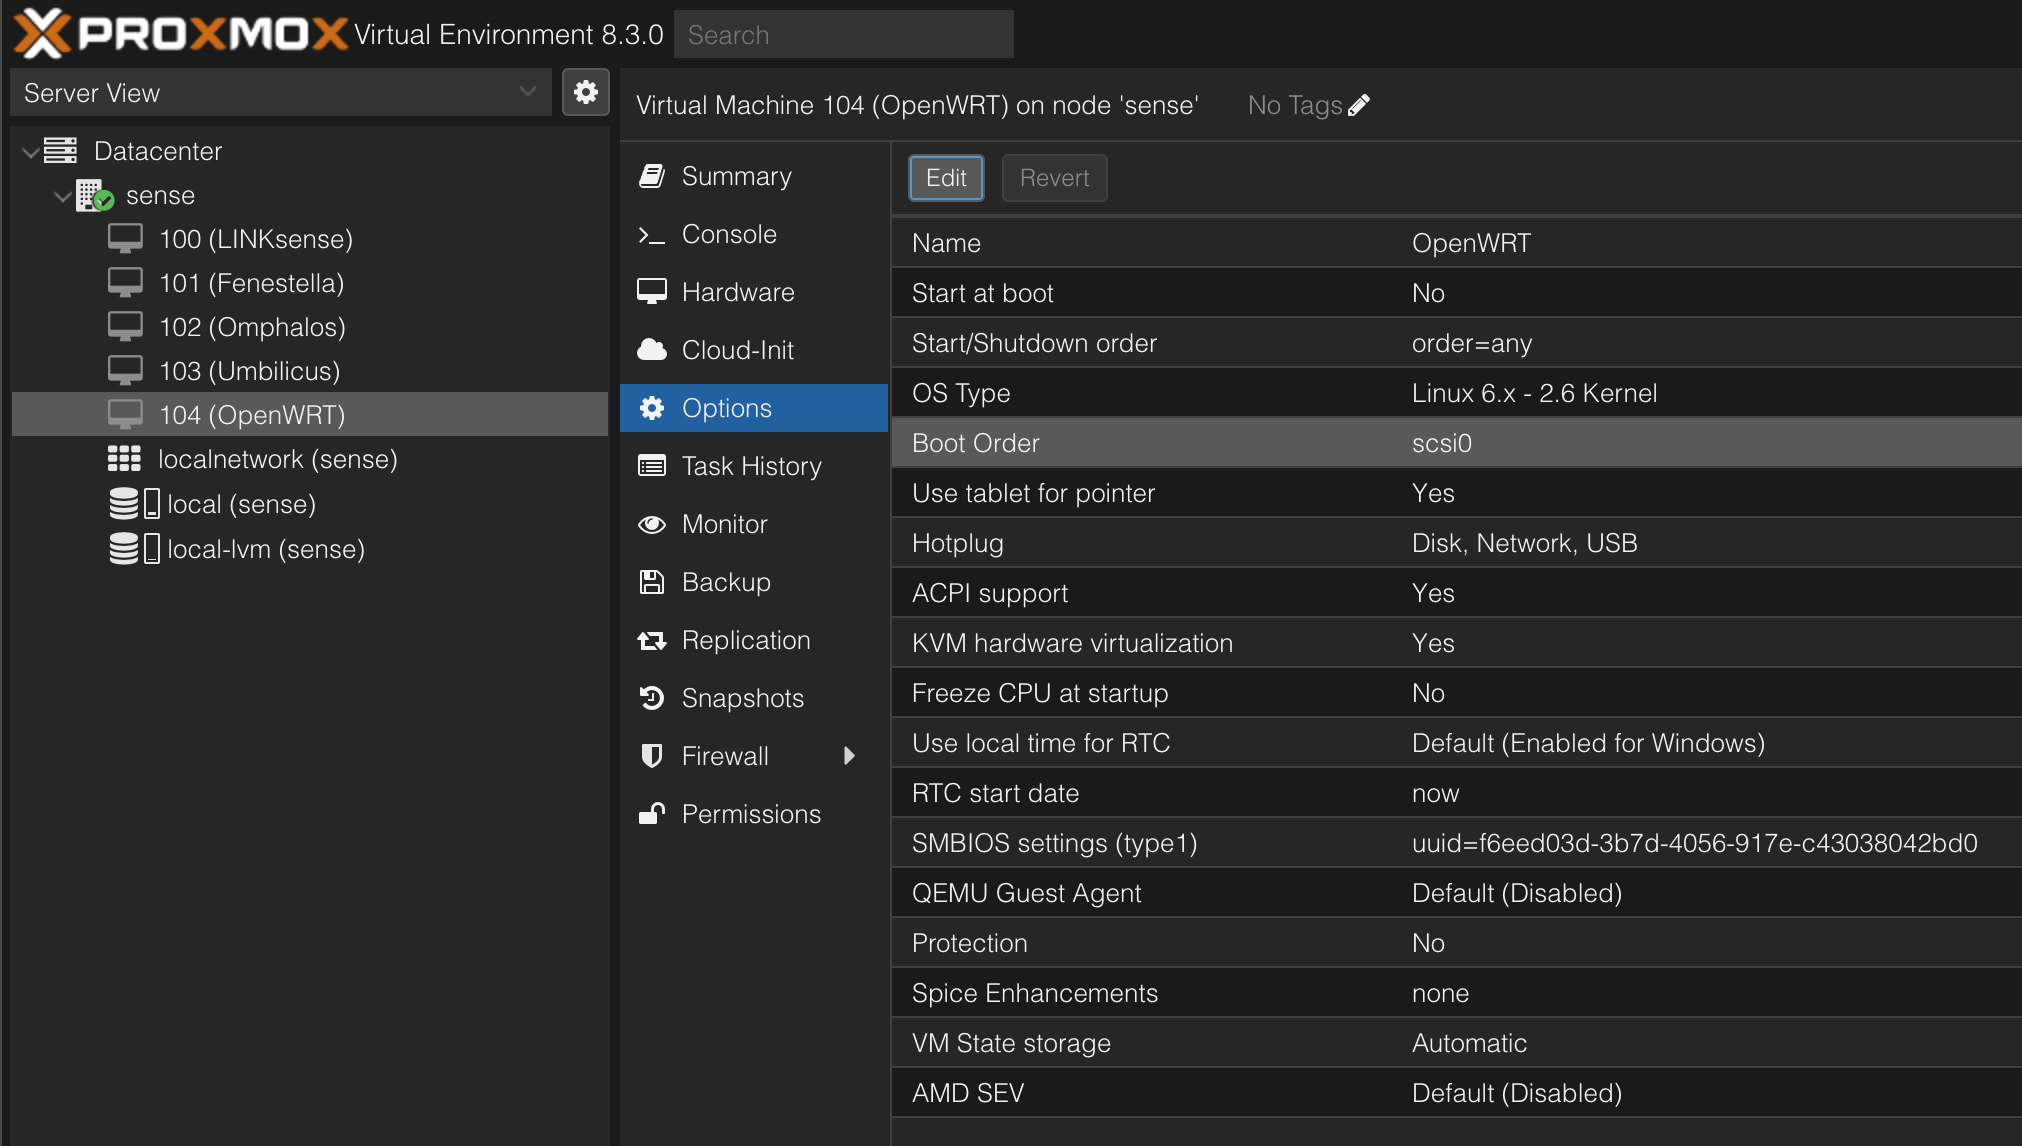 PROXMOX Virtual Environment 8.3.0 Search
Server View
Datacenter
sense
100 (LINKsense)
101 (Fenestella)
102 (Omphalos)
103 (Umbilicus)
104 (OpenWRT)
localnetwork (sense)
local (sense)
local-lvm (sense)
Virtual Machine 104 (OpenWRT) on node 'sense' No Tags
Summary
Console
Hardware
Cloud-Init
Options
Task History
Monitor
Backup
Replication
Snapshots
Firewall
Permissions
Edit Revert
Name OpenWRT
Start at boot No
Start/Shutdown order order=any
OS Type Linux 6.x - 2.6 Kernel
Boot Order scsi0
Use tablet for pointer Yes
Hotplug Disk, Network, USB
ACPI support Yes
KVM hardware virtualization Yes
Freeze CPU at startup No
Use local time for RTC Default (Enabled for Windows)
RTC start date now
SMBIOS settings (type1) uuid=f6eed03d-3b7d-4056-917e-c43038042bd0
QEMU Guest Agent Default (Disabled)
Protection No
Spice Enhancements none
VM State storage Automatic
AMD SEV Default (Disabled)